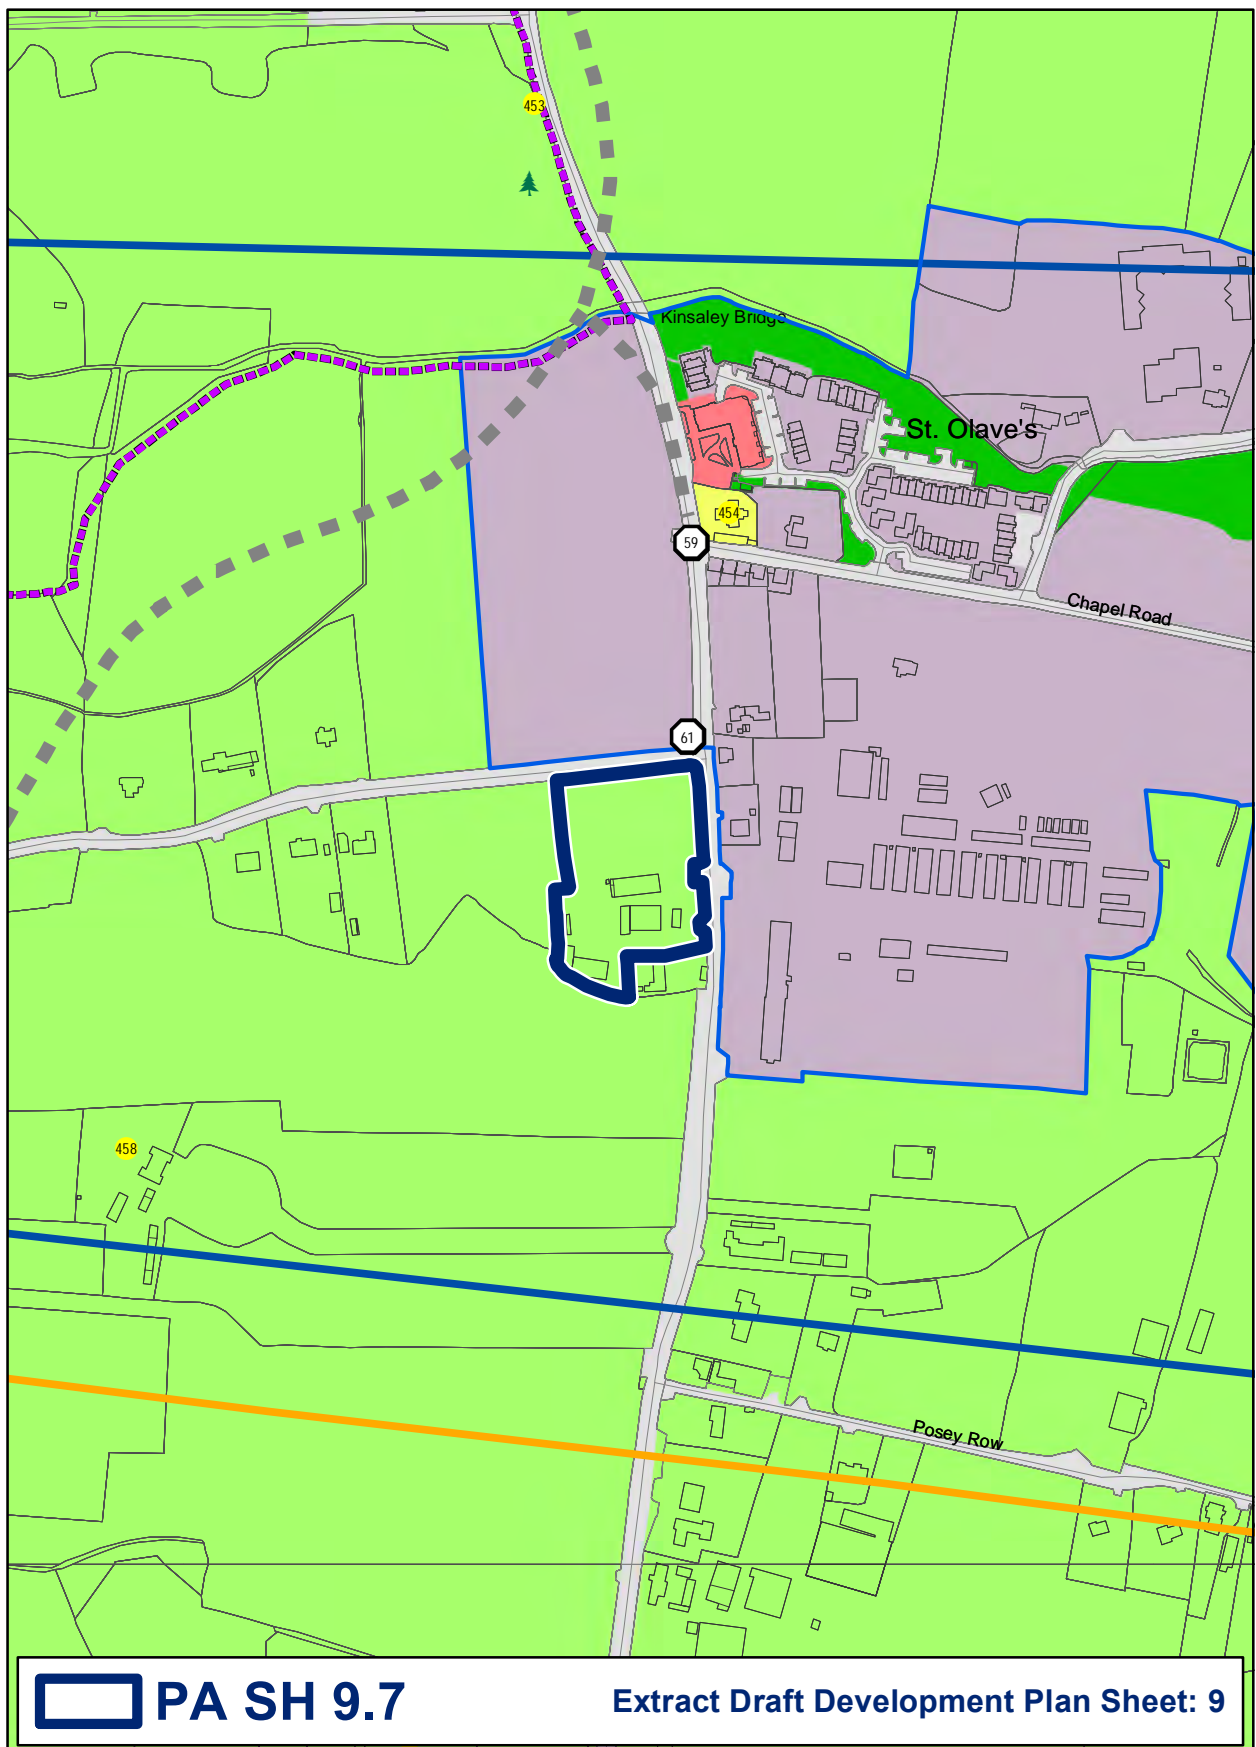 453
Kinsaley Bridge
St. Olave's
454
59
Chapel Road
61
458
Posey Row
PA SH 9.7
Extract Draft Development Plan Sheet: 9